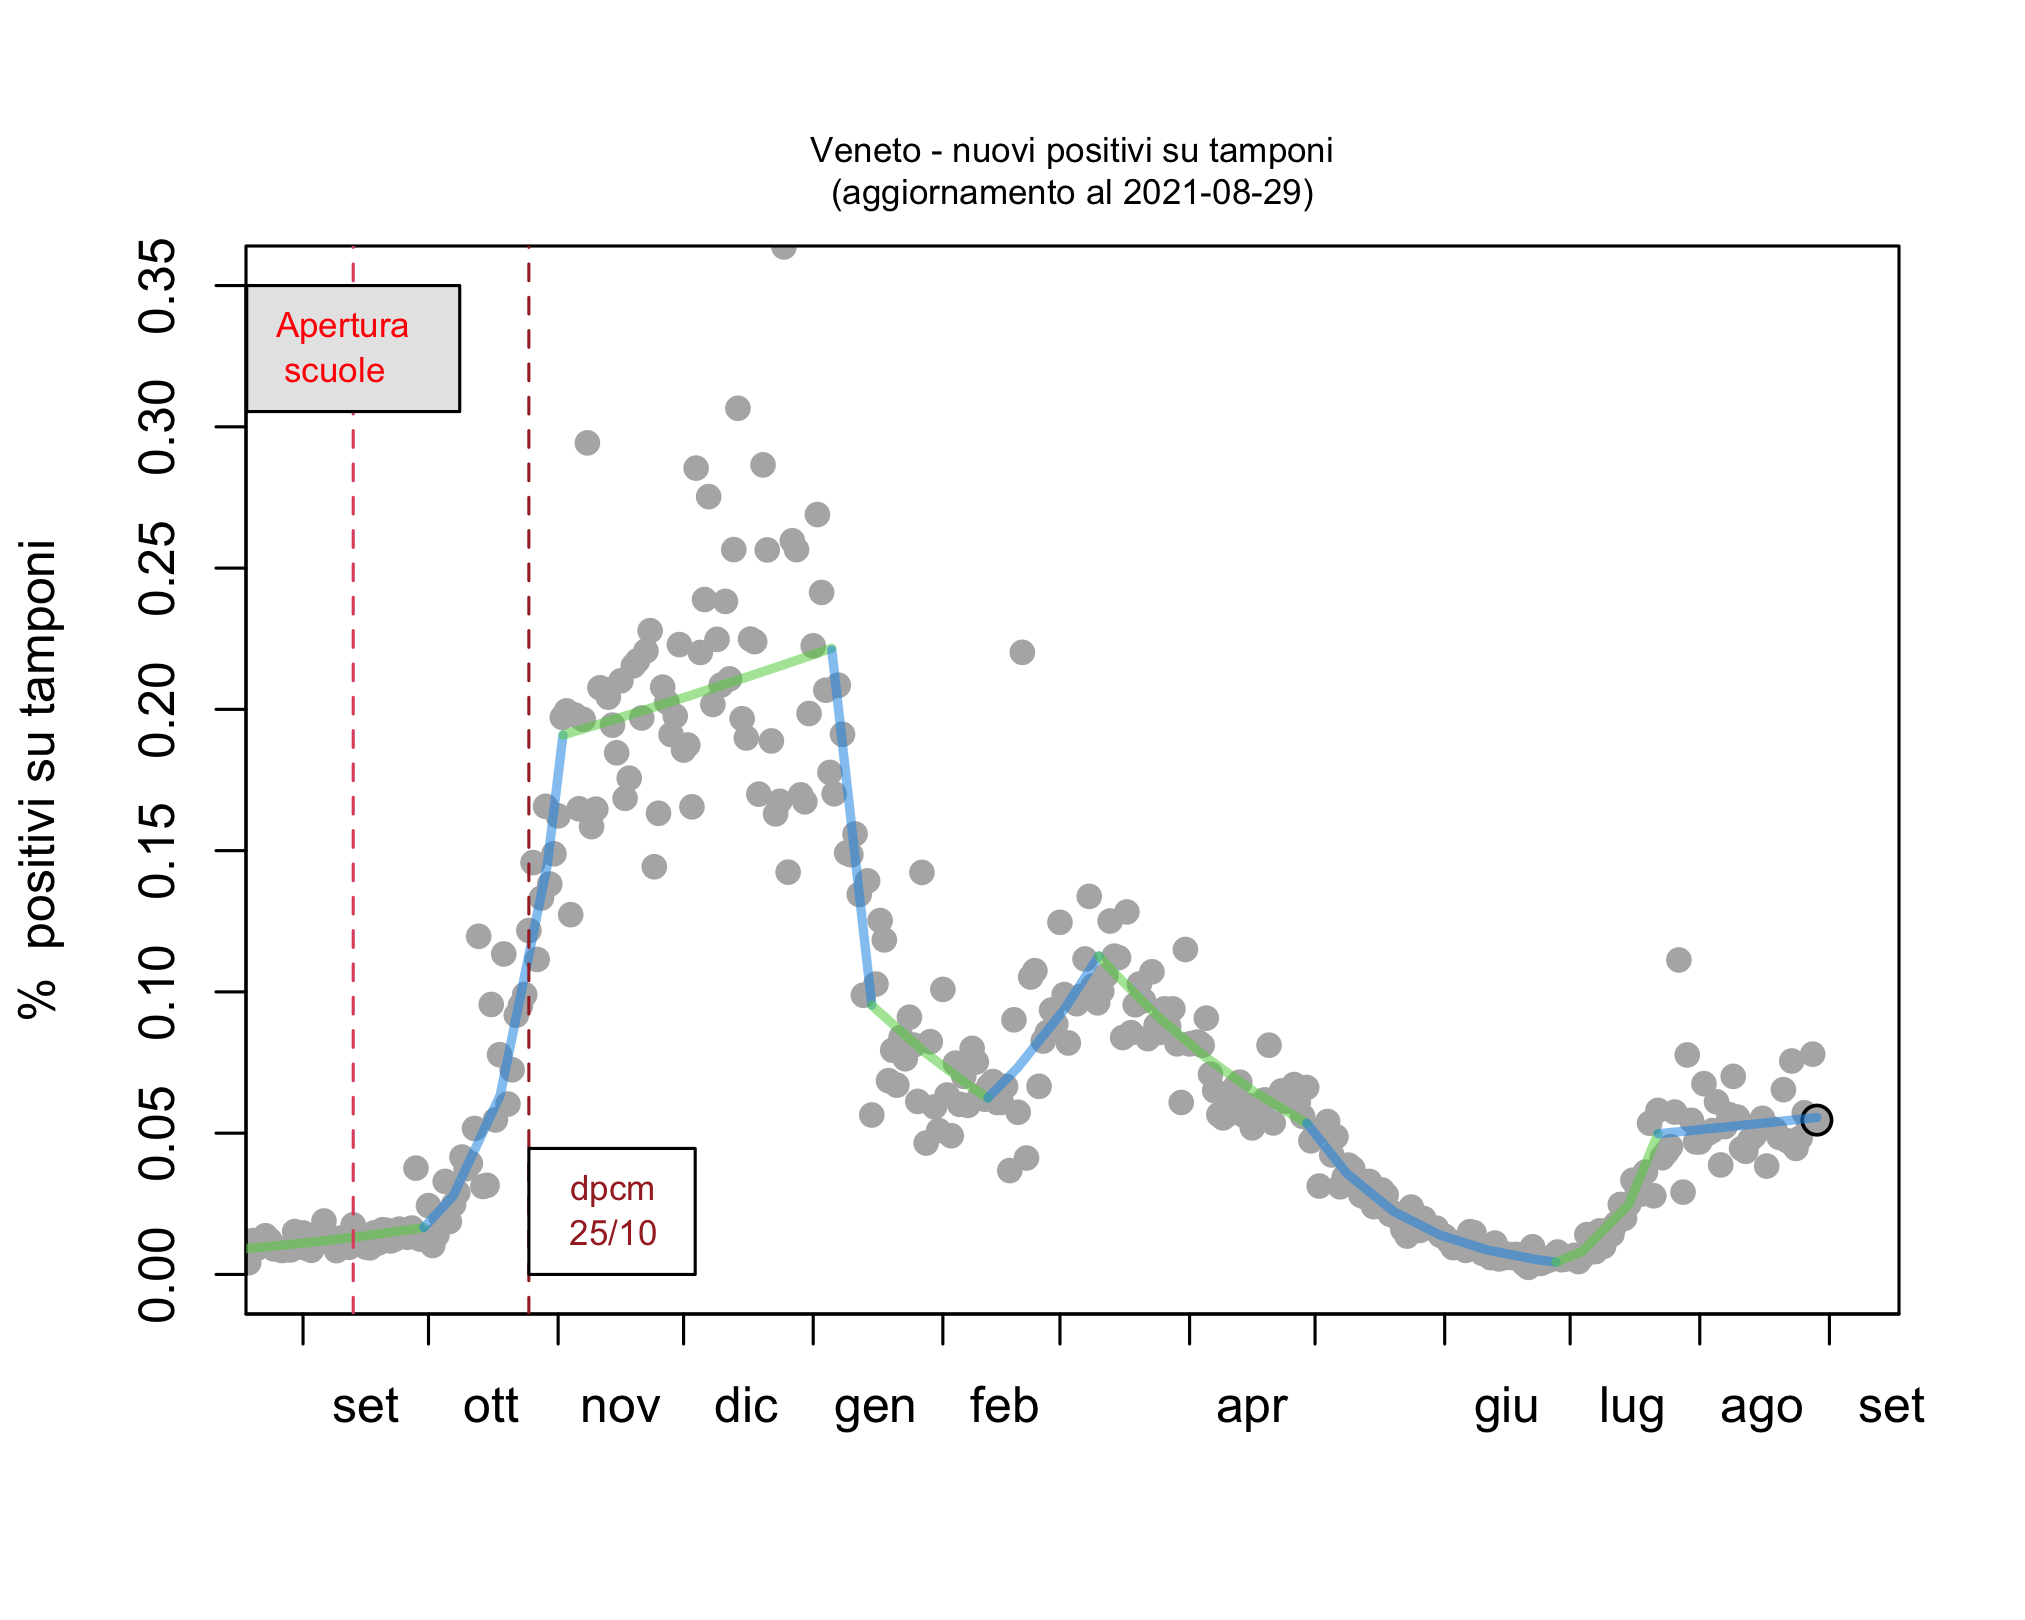 Veneto - nuovi positivi su tamponi
(aggiornamento al 2021-08-29)
% positivi su tamponi
0.35
0.30
0.25
0.20
0.15
0.10
0.05
0.00
Apertura
scuole
dpcm
25/10
set ott nov dic gen feb apr giu lug ago set